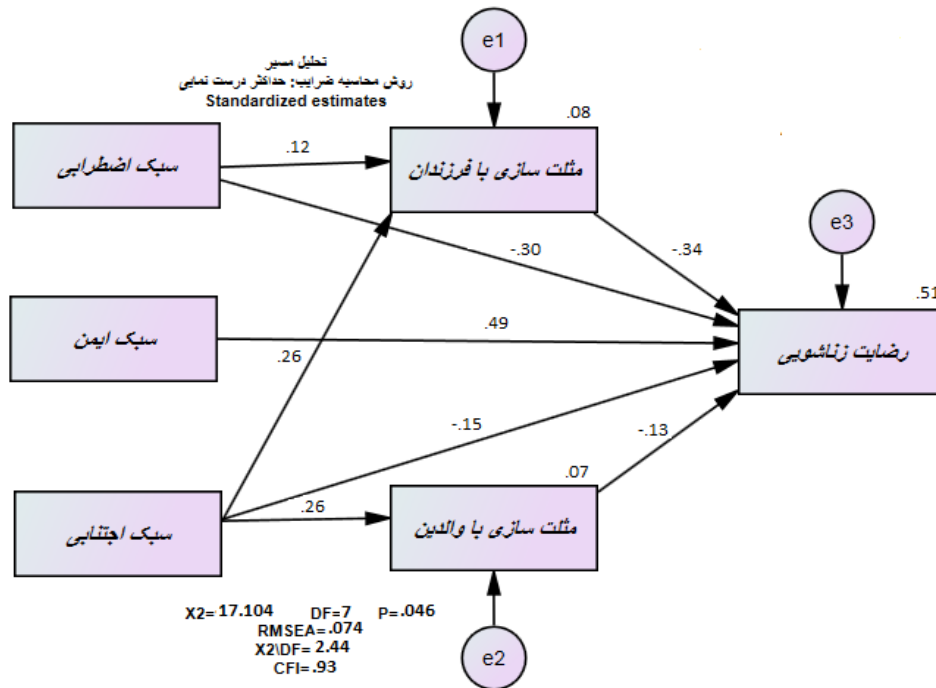 e1
تحلیل مسیر
روش محاسبه ضرایب: حداکثر درست نمایی
Standardized estimates
.08
سبک اضطرابی
.12
مثلت سازی با فرزندان
e3
-.30
-.34
.51
سبک ایمن
.49
رضایت زناشویی
.26
-.15
-.13
.07
سبک اجتنابی
.26
مثلت سازی با والدین
X2= 17.104 DF=7 P=.046
RMSEA=.074
X2\DF= 2.44
CFI=.93
e2